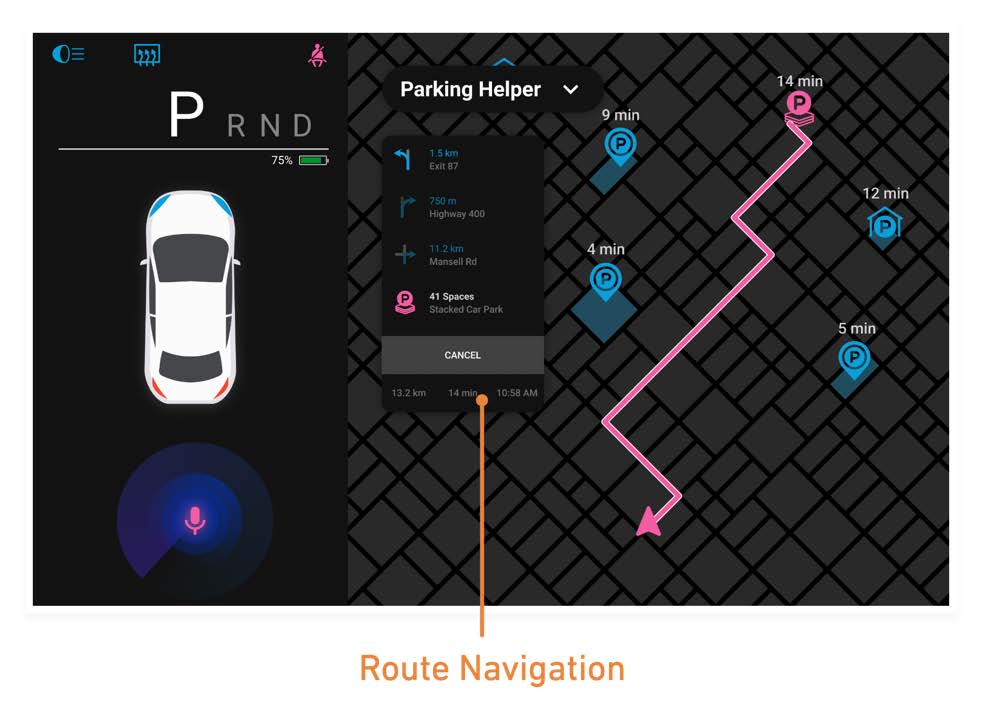 P R N D
75%
Parking Helper
1.5 km
Exit 87
750 m
Highway 400
11.2 km
Mansell Rd
P
41 Spaces
Stacked Car Park
CANCEL
13.2 km 14 min 10:58 AM
14 min
P
9 min
P
12 min
P
4 min
P
5 min
P
Route Navigation